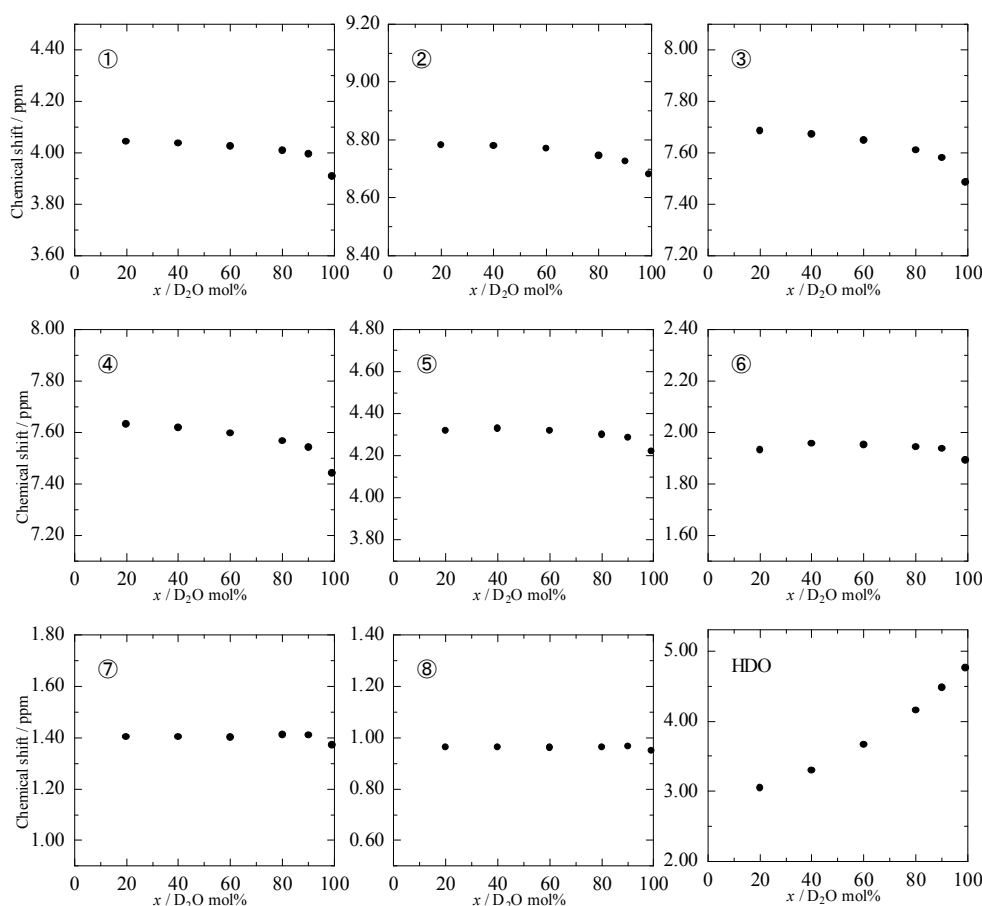 4.40
4.20
4.00
3.80
3.60
①
0 20 40 60 80 100
x / D₂O mol%
Chemical shift / ppm
9.20
9.00
8.80
8.60
8.40
②
0 20 40 60 80 100
x / D₂O mol%
8.00
7.80
7.60
7.40
7.20
③
0 20 40 60 80 100
x / D₂O mol%
8.00
7.80
7.60
7.40
7.20
④
0 20 40 60 80 100
x / D₂O mol%
Chemical shift / ppm
4.80
4.60
4.40
4.20
4.00
3.80
⑤
0 20 40 60 80 100
x / D₂O mol%
2.40
2.20
2.00
1.80
1.60
⑥
0 20 40 60 80 100
x / D₂O mol%
1.80
1.60
1.40
1.20
1.00
⑦
0 20 40 60 80 100
x / D₂O mol%
Chemical shift / ppm
1.40
1.20
1.00
0.80
0.60
⑧
0 20 40 60 80 100
x / D₂O mol%
5.00
4.00
3.00
2.00
HDO
0 20 40 60 80 100
x / D₂O mol%